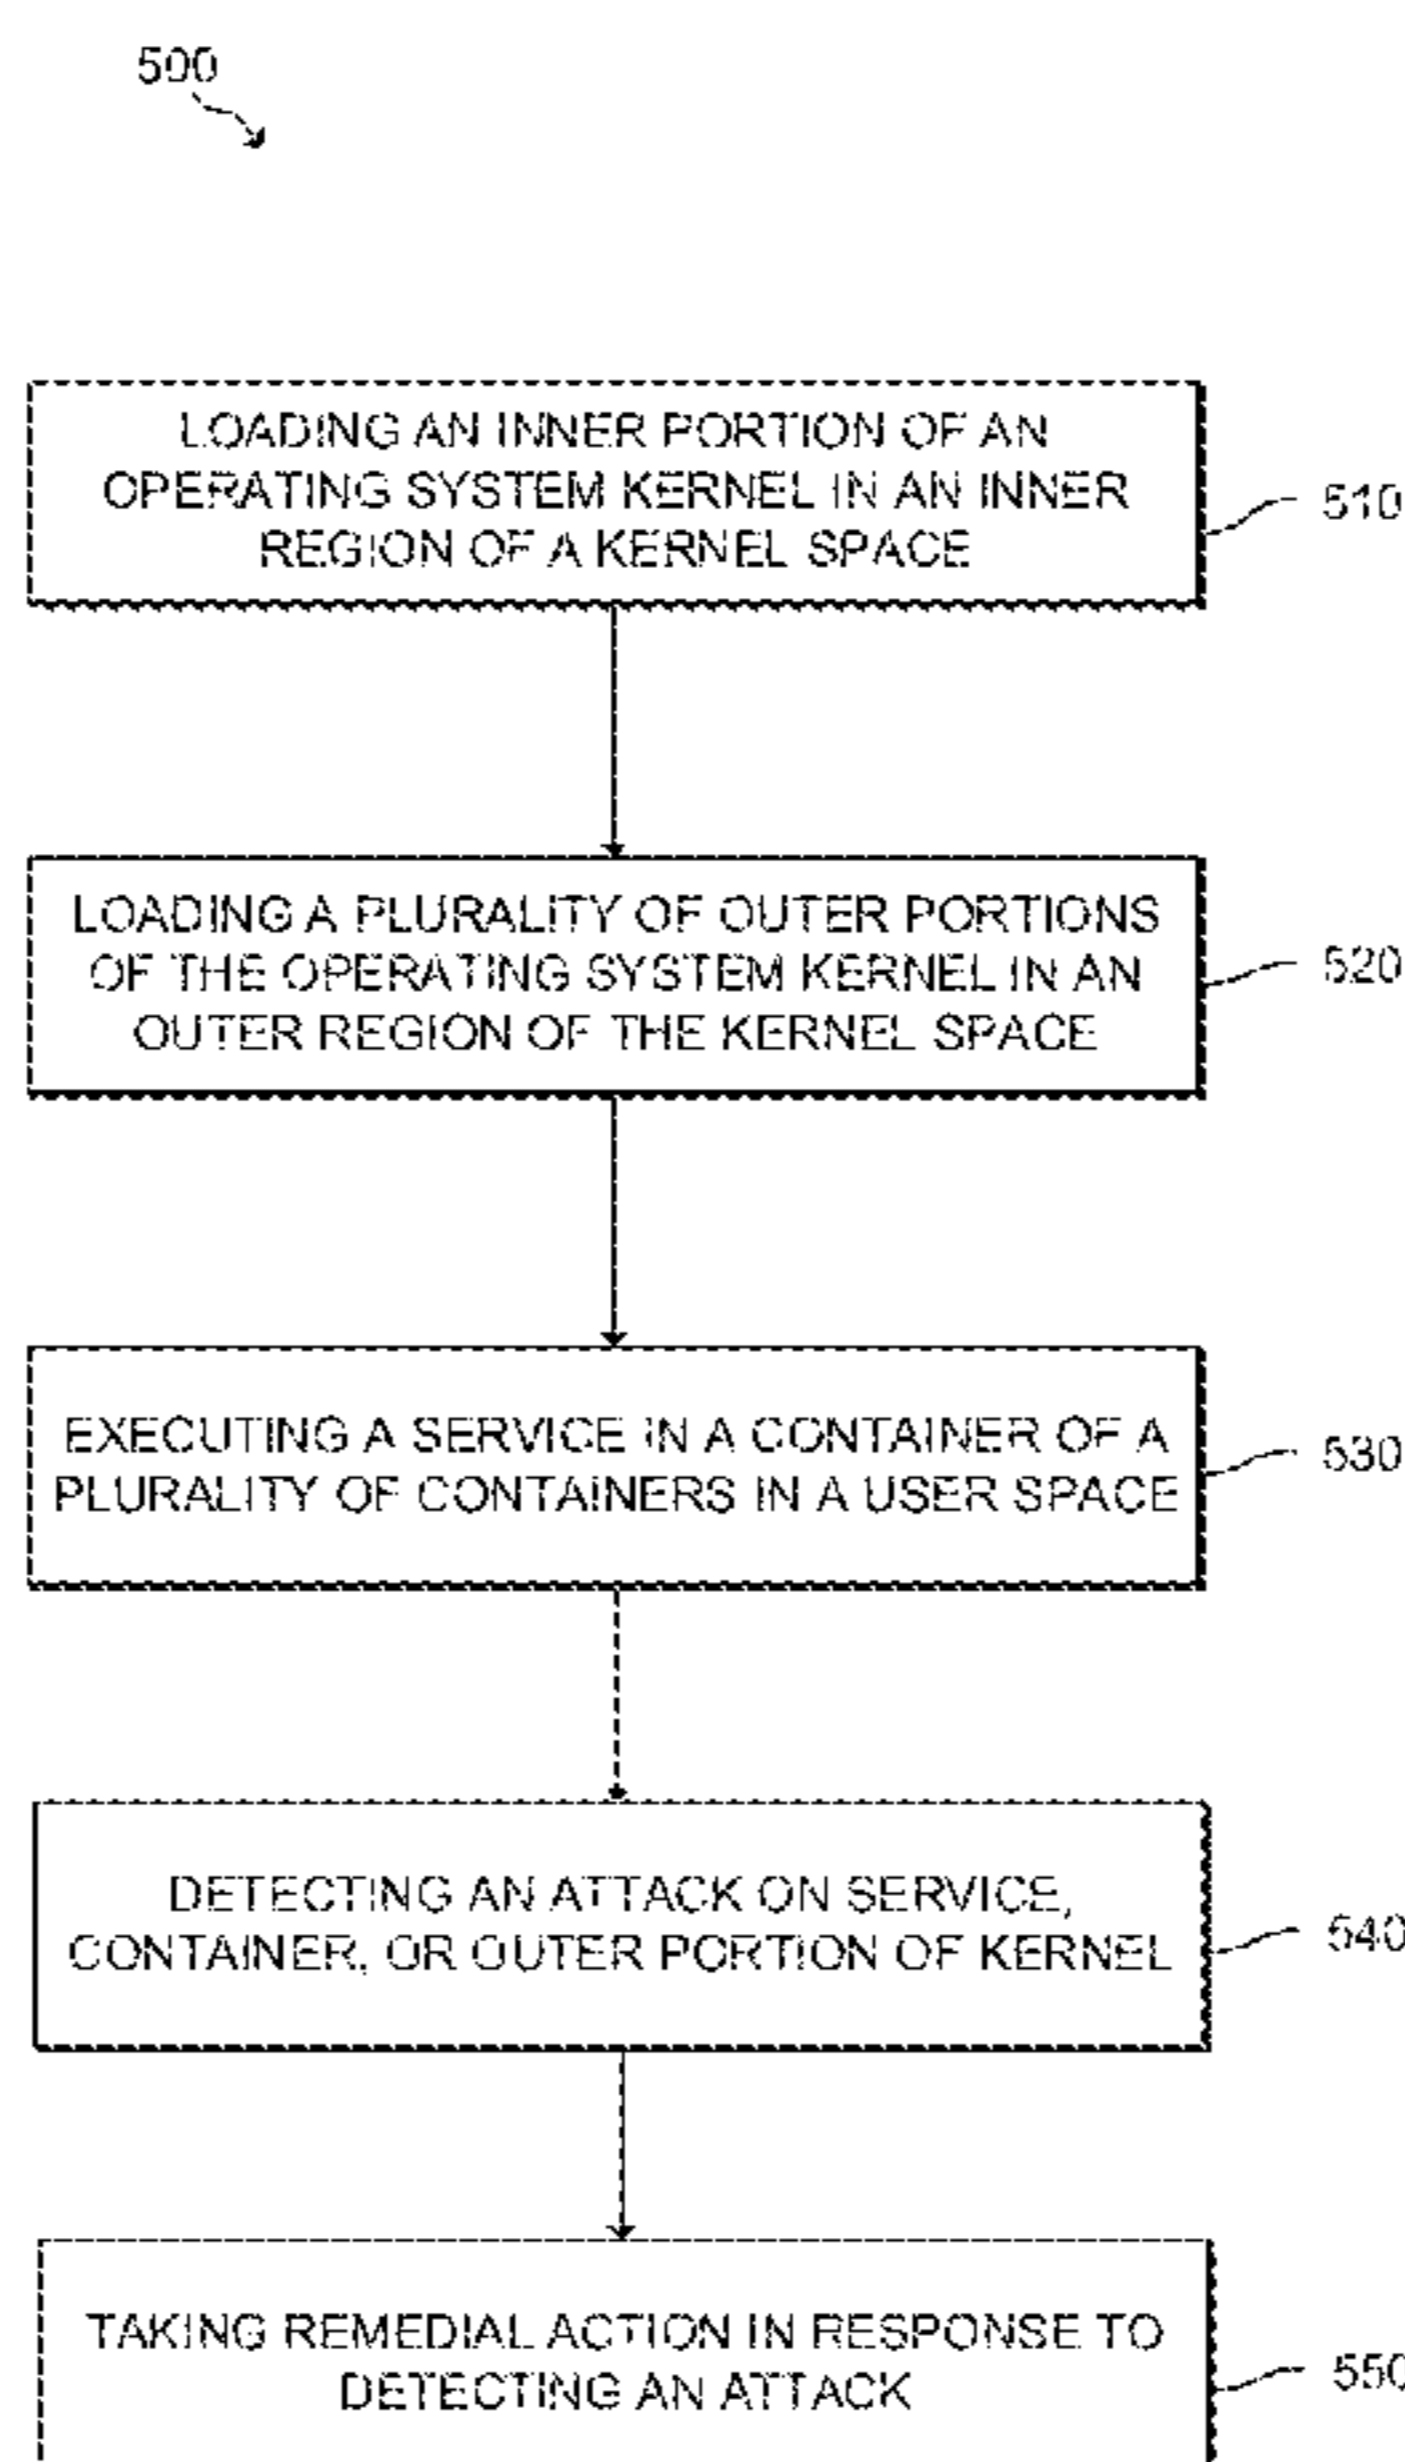 500
LOADING AN INNER PORTION OF AN
OPERATING SYSTEM KERNEL IN AN INNER
REGION OF A KERNEL SPACE
510
LOADING A PLURALITY OF OUTER PORTIONS
OF THE OPERATING SYSTEM KERNEL IN AN
OUTER REGION OF THE KERNEL SPACE
520
EXECUTING A SERVICE IN A CONTAINER OF A
PLURALITY OF CONTAINERS IN A USER SPACE
530
DETECTING AN ATTACK ON SERVICE,
CONTAINER, OR OUTER PORTION OF KERNEL
540
TAKING REMEDIAL ACTION IN RESPONSE TO
DETECTING AN ATTACK
550